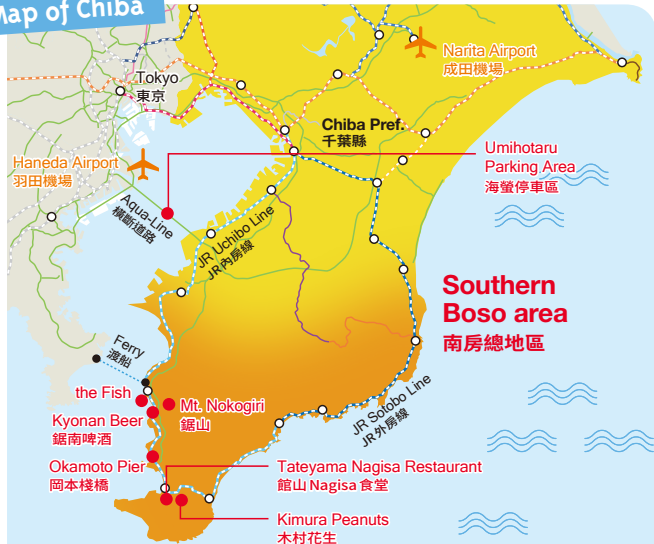 Map of Chiba
Narita Airport
成田機場
Tokyo
東京
Chiba Pref.
千葉縣
Umihotaru
Parking Area
海螢停車區
Haneda Airport
羽田機場
Aqua-Line
橫斷道路
JR Uchibo Line
JR內房線
Southern
Boso area
南房總地區
Ferry
渡船
the Fish
Mt. Nokogiri
鋸山
Kyonan Beer
鋸南啤酒
JR Sotobo Line
JR外房線
Okamoto Pier
岡本棧橋
Tateyama Nagisa Restaurant
館山 Nagisa 食堂
Kimura Peanuts
木村花生